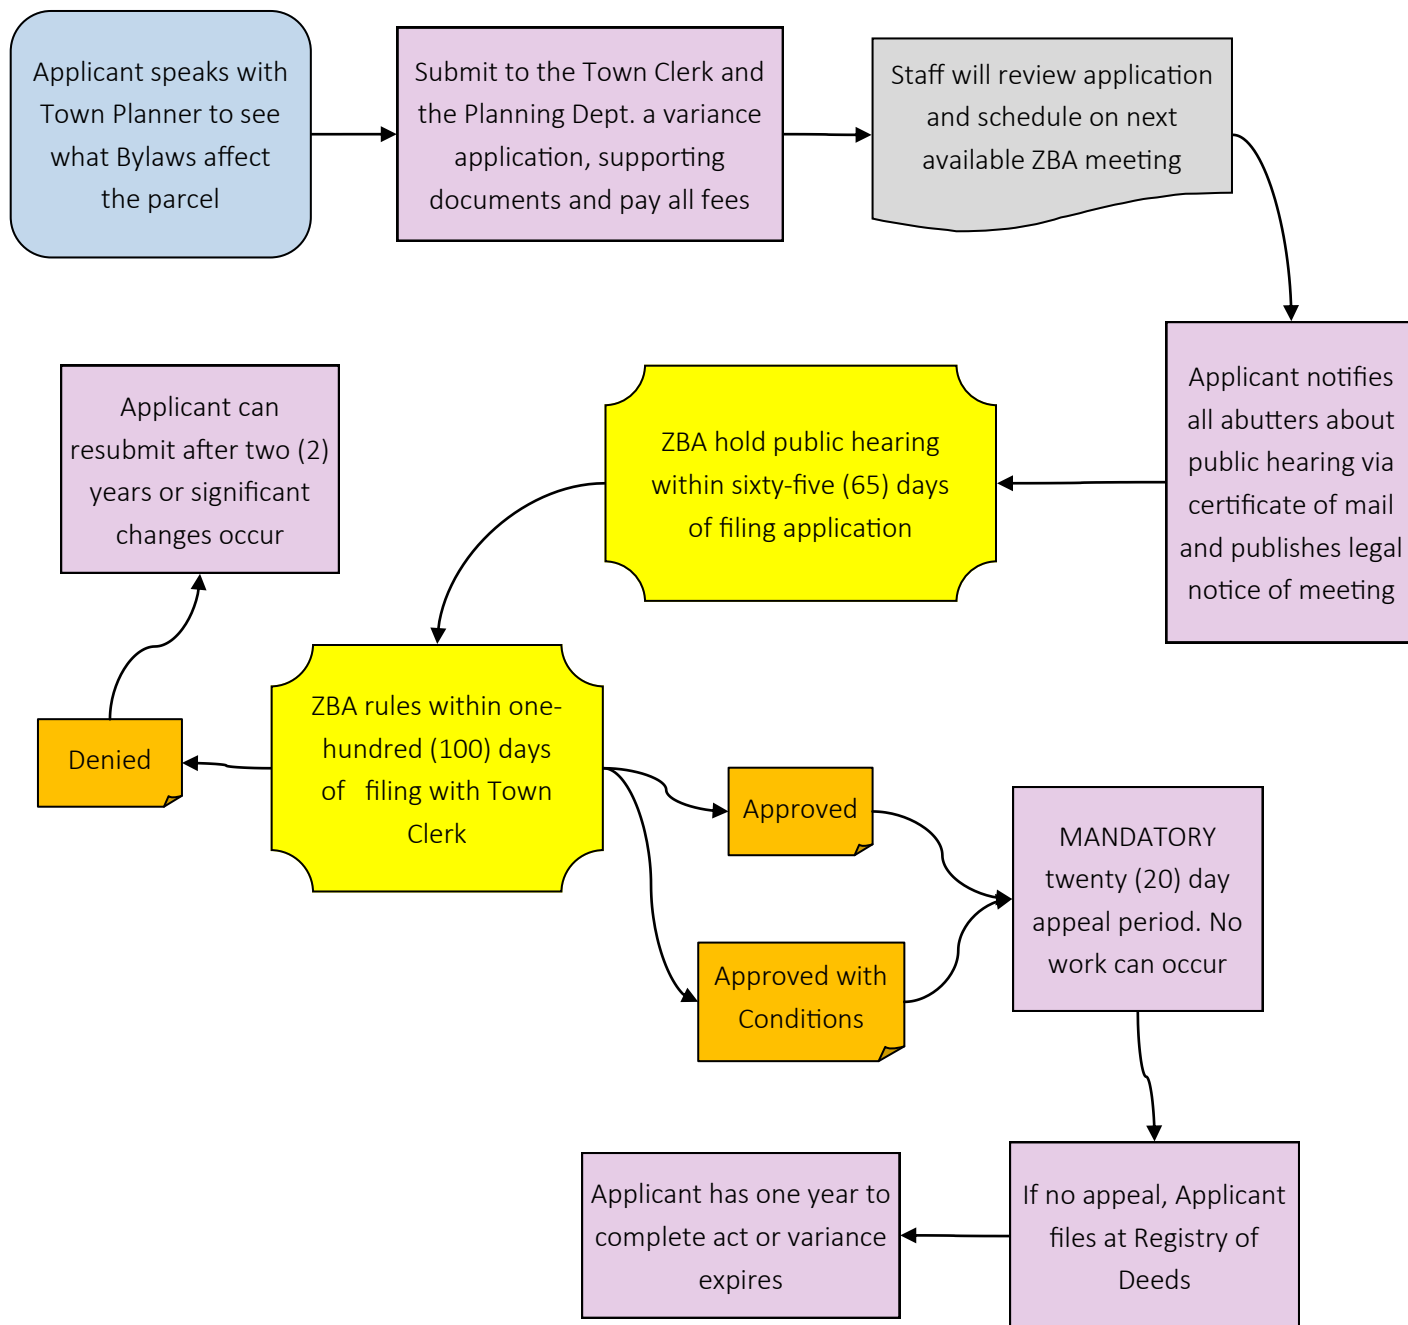 Applicant speaks with
Town Planner to see
what Bylaws affect
the parcel
Submit to the Town Clerk and
the Planning Dept. a variance
application, supporting
documents and pay all fees
Staff will review application
and schedule on next
available ZBA meeting
Applicant notifies
all abutters about
public hearing via
certificate of mail
and publishes legal
notice of meeting
ZBA hold public hearing
within sixty-five (65) days
of filing application
Applicant can
resubmit after two (2)
years or significant
changes occur
ZBA rules within one-
hundred (100) days
of filing with Town
Clerk
Denied
Approved
Approved with
Conditions
MANDATORY
twenty (20) day
appeal period. No
work can occur
If no appeal, Applicant
files at Registry of
Deeds
Applicant has one year to
complete act or variance
expires